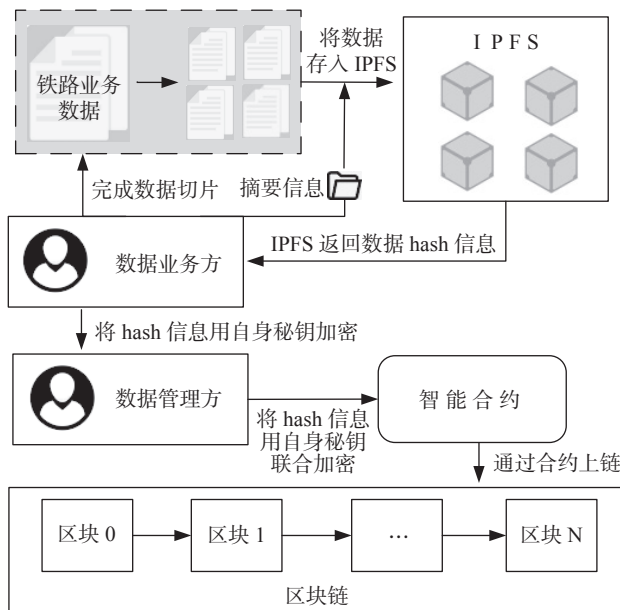 铁路业务
数据
将数据
存入 IPFS
I P F S
完成数据切片
摘要信息
数据业务方
IPFS 返回数据 hash 信息
将 hash 信息用自身秘钥加密
数据管理方
将 hash 信息
用自身秘钥
联合加密
智 能 合 约
通过合约上链
区块 0
区块 1
…
区块 N
区块链